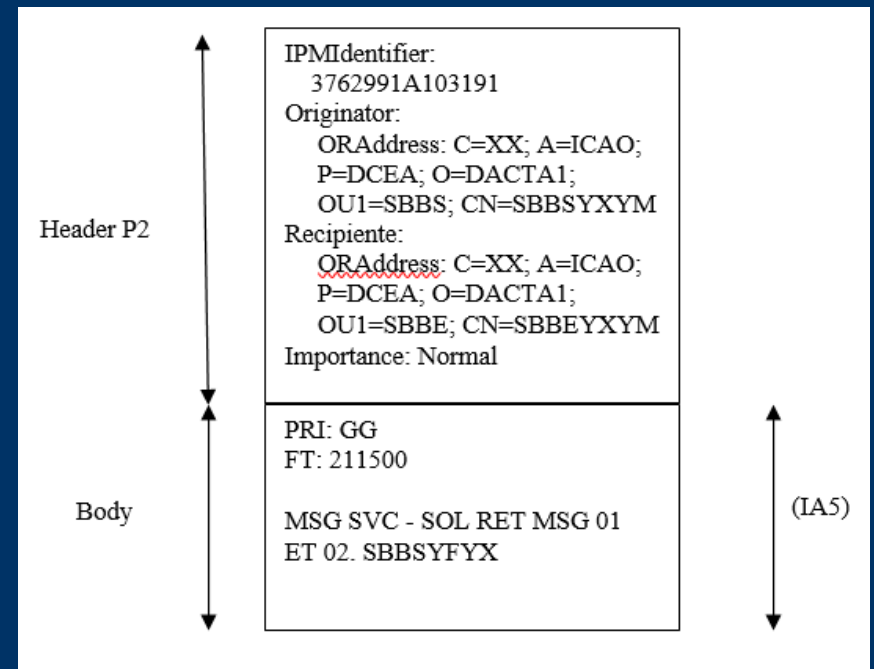 IPMIdentifier:
3762991A103191
Originator:
ORAddress: C=XX; A=ICAO;
P=DCEA; O=DACTA1;
OU1=SBBS; CN=SBBSYXYM
Header P2
Recipiente:
ORAddress: C=XX; A=ICAO;
P=DCEA; O=DACTA1;
OU1=SBBE; CN=SBBEYXYM
Importance: Normal
PRI: GG
FT: 211500
Body
(IA5)
MSG SVC - SOL RET MSG 01
ET 02. SBBSYFYX